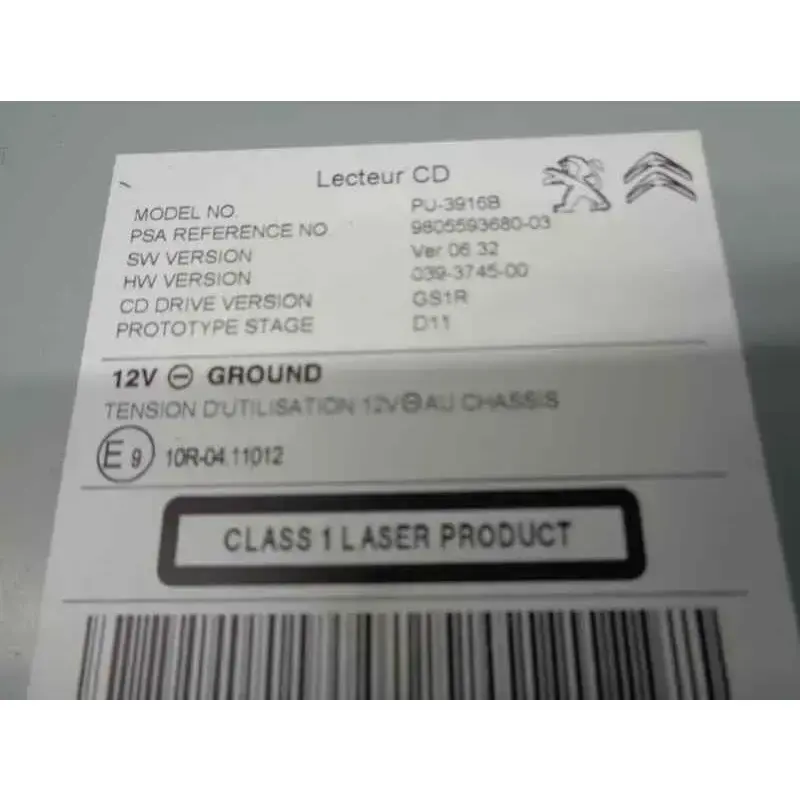 Lecteur CD
MODEL NO. PU-3916B
PSA REFERENCE NO 9805593680-03
SW VERSION Ver 06.32
HW VERSION 039-3745-00
CD DRIVE VERSION GS1R
PROTOTYPE STAGE D11
12V ⊖ GROUND
TENSION D'UTILISATION 12V⊖AU CHASSIS
E9 10R-04.11012
CLASS 1 LASER PRODUCT